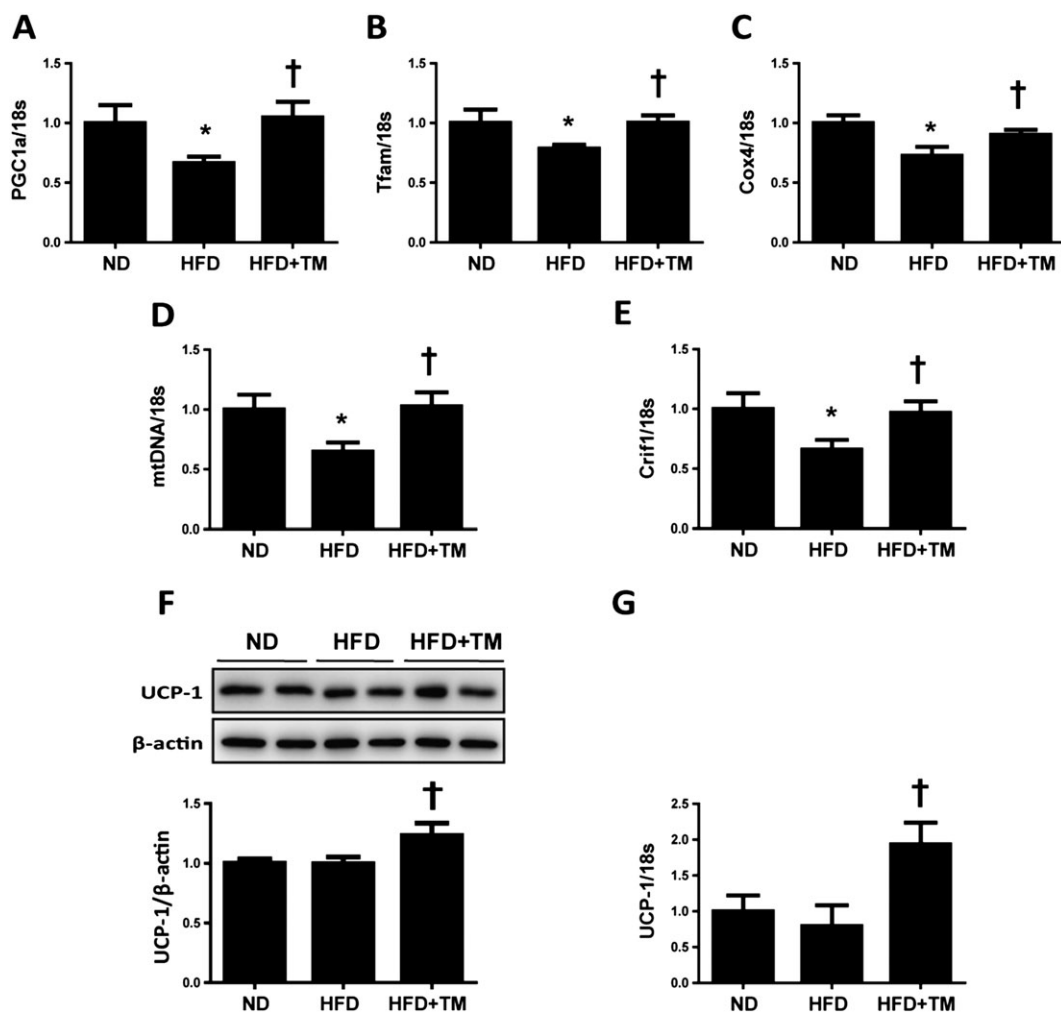 A
PGC1a/18s
1.5
1.0
0.5
0.0
*
†
ND HFD HFD+TM
B
Tfam/18s
1.5
1.0
0.5
0.0
*
†
ND HFD HFD+TM
C
Cox4/18s
1.5
1.0
0.5
0.0
*
†
ND HFD HFD+TM
D
mtDNA/18s
1.5
1.0
0.5
0.0
*
†
ND HFD HFD+TM
E
Crif1/18s
1.5
1.0
0.5
0.0
*
†
ND HFD HFD+TM
F
ND HFD HFD+TM
UCP-1
β-actin
UCP-1/β-actin
1.5
1.0
0.5
0.0
†
ND HFD HFD+TM
G
UCP-1/18s
2.5
2.0
1.5
1.0
0.5
0.0
†
ND HFD HFD+TM